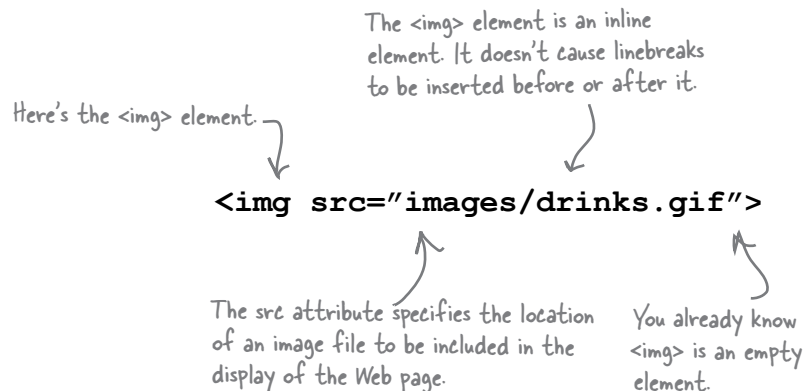 The <img> element is an inline
element. It doesn't cause linebreaks
to be inserted before or after it.
Here's the <img> element.
<img src="images/drinks.gif">
The src attribute specifies the location
of an image file to be included in the
display of the Web page.
You already know
<img> is an empty
element.